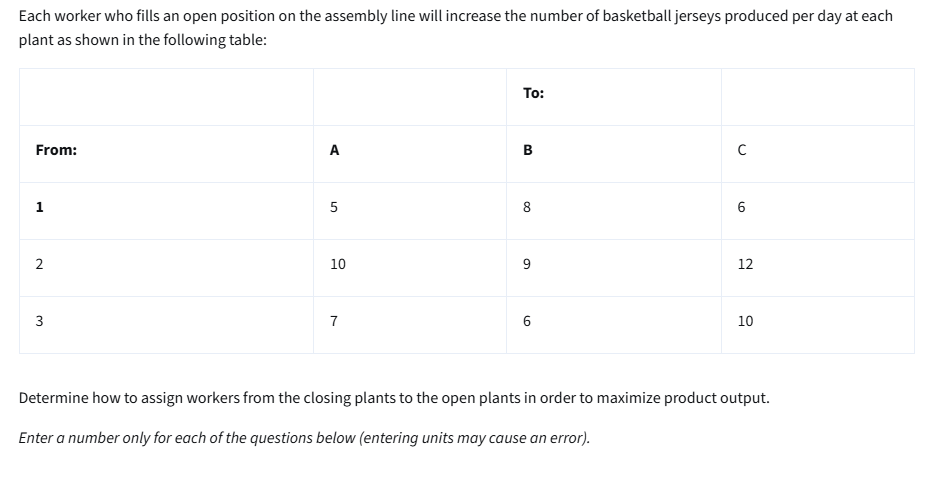 Each worker who fills an open position on the assembly line will increase the number of basketball jerseys produced per day at each
plant as shown in the following table:
To:
From: A B C
1 5 8 6
2 10 9 12
3 7 6 10
Determine how to assign workers from the closing plants to the open plants in order to maximize product output.
Enter a number only for each of the questions below (entering units may cause an error).